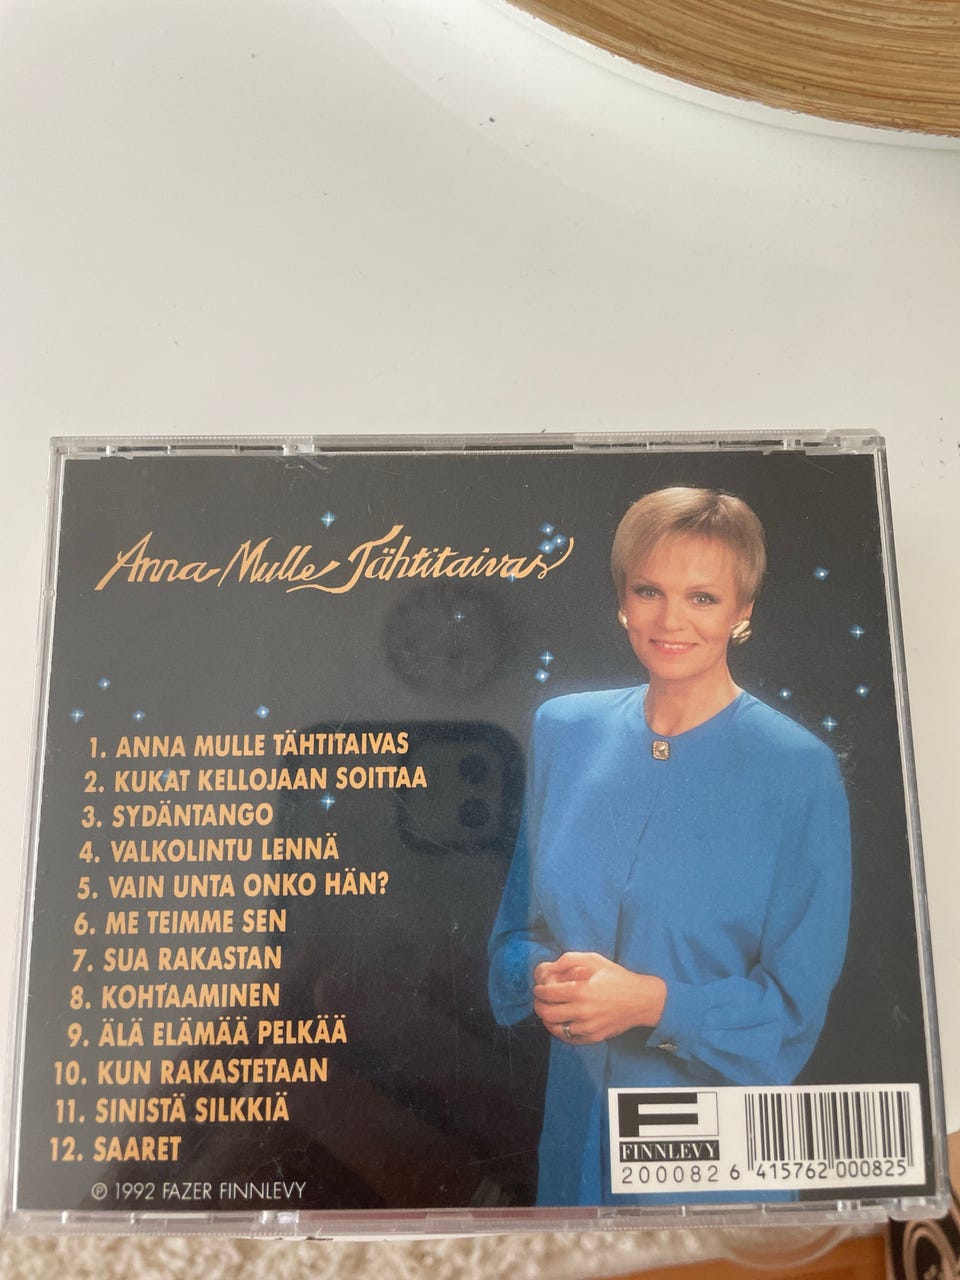 Anna Mulle Tähtitaivas
1. ANNA MULLE TÄHTITAIVAS
2. KUKAT KELLOJAAN SOITTAA
3. SYDÄNTANGO
4. VALKOLINTU LENNÄ
5. VAIN UNTA ONKO HÄN?
6. ME TEIMME SEN
7. SUA RAKASTAN
8. KOHTAAMINEN
9. ÄLÄ ELÄMÄÄ PELKÄÄ
10. KUN RAKASTETAAN
11. SINISTÄ SILKKIÄ
12. SAARET
℗ 1992 FAZER FINNLEVY
F
FINNLEVY
200082
6 415762 000825